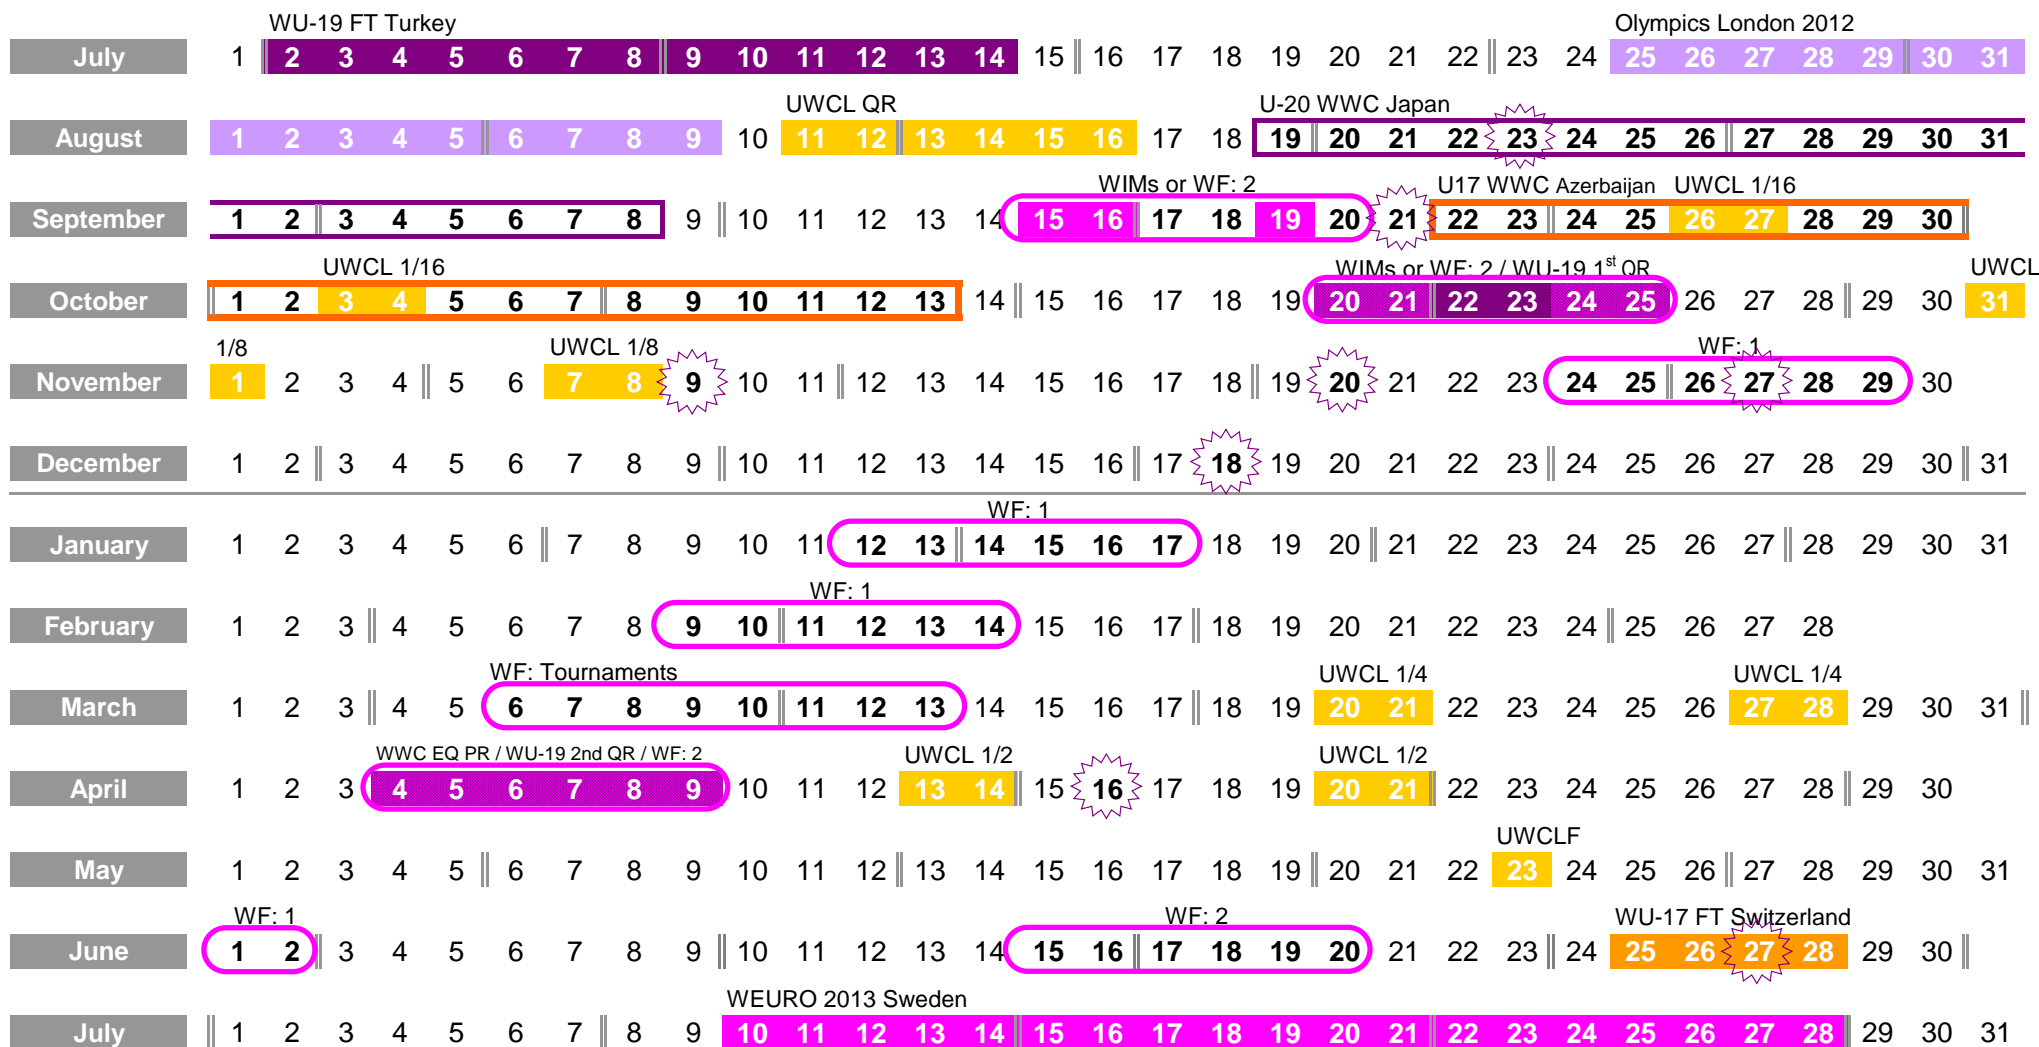 WU-19 FT Turkey Olympics London 2012
July 1 2 3 4 5 6 7 8 9 10 11 12 13 14 15 16 17 18 19 20 21 22 23 24 25 26 27 28 29 30 31
UWCL QR U-20 WWC Japan
August 1 2 3 4 5 6 7 8 9 10 11 12 13 14 15 16 17 18 19 20 21 22 23 24 25 26 27 28 29 30 31
WIMs or WF: 2 U17 WWC Azerbaijan UWCL 1/16
September 1 2 3 4 5 6 7 8 9 10 11 12 13 14 15 16 17 18 19 20 21 22 23 24 25 26 27 28 29 30
UWCL 1/16 WIMs or WF: 2 / WU-19 1st QR UWCL
October 1 2 3 4 5 6 7 8 9 10 11 12 13 14 15 16 17 18 19 20 21 22 23 24 25 26 27 28 29 30 31
1/8 UWCL 1/8 WF: 1
November 1 2 3 4 5 6 7 8 9 10 11 12 13 14 15 16 17 18 19 20 21 22 23 24 25 26 27 28 29 30
December 1 2 3 4 5 6 7 8 9 10 11 12 13 14 15 16 17 18 19 20 21 22 23 24 25 26 27 28 29 30 31
WF: 1
January 1 2 3 4 5 6 7 8 9 10 11 12 13 14 15 16 17 18 19 20 21 22 23 24 25 26 27 28 29 30 31
WF: 1
February 1 2 3 4 5 6 7 8 9 10 11 12 13 14 15 16 17 18 19 20 21 22 23 24 25 26 27 28
WF: Tournaments UWCL 1/4 UWCL 1/4
March 1 2 3 4 5 6 7 8 9 10 11 12 13 14 15 16 17 18 19 20 21 22 23 24 25 26 27 28 29 30 31
WWC EQ PR / WU-19 2nd QR / WF: 2 UWCL 1/2 UWCL 1/2
April 1 2 3 4 5 6 7 8 9 10 11 12 13 14 15 16 17 18 19 20 21 22 23 24 25 26 27 28 29 30
UWCLF
May 1 2 3 4 5 6 7 8 9 10 11 12 13 14 15 16 17 18 19 20 21 22 23 24 25 26 27 28 29 30 31
WF: 1 WF: 2 WU-17 FT Switzerland
June 1 2 3 4 5 6 7 8 9 10 11 12 13 14 15 16 17 18 19 20 21 22 23 24 25 26 27 28 29 30
WEURO 2013 Sweden
July 1 2 3 4 5 6 7 8 9 10 11 12 13 14 15 16 17 18 19 20 21 22 23 24 25 26 27 28 29 30 31